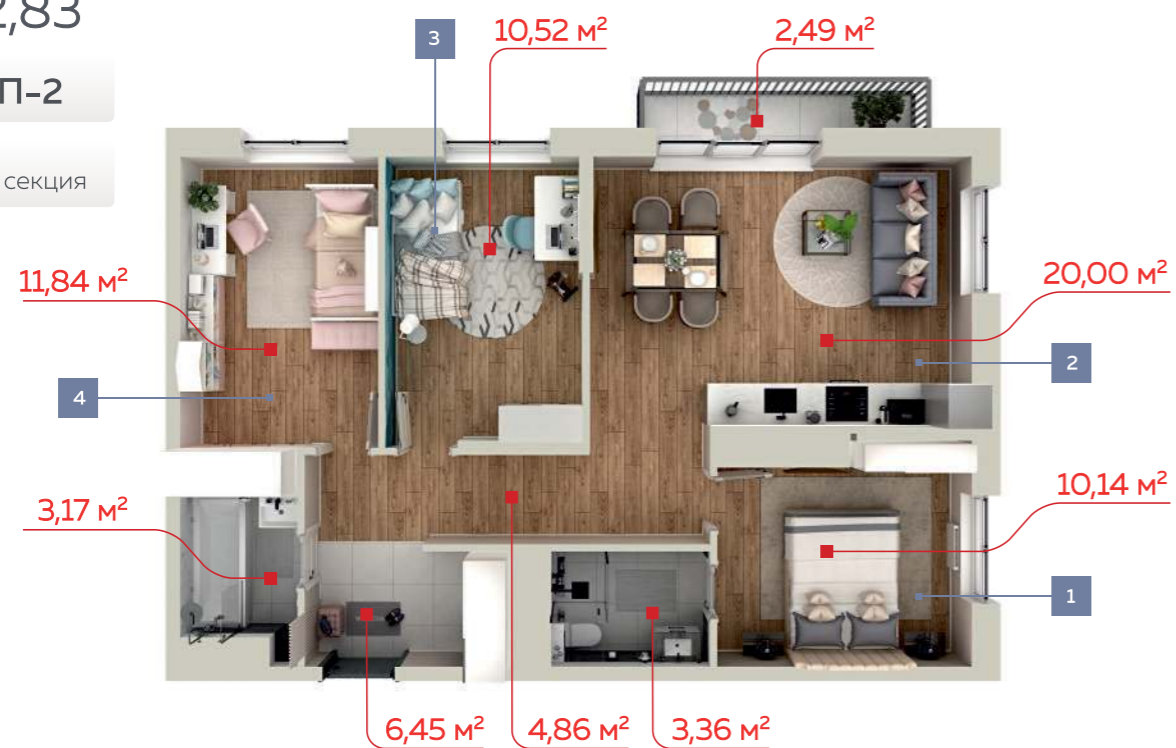 2,83
П-2
секция
3
10,52 м²
2,49 м²
11,84 м²
20,00 м²
2
4
3,17 м²
10,14 м²
1
6,45 м²
4,86 м²
3,36 м²